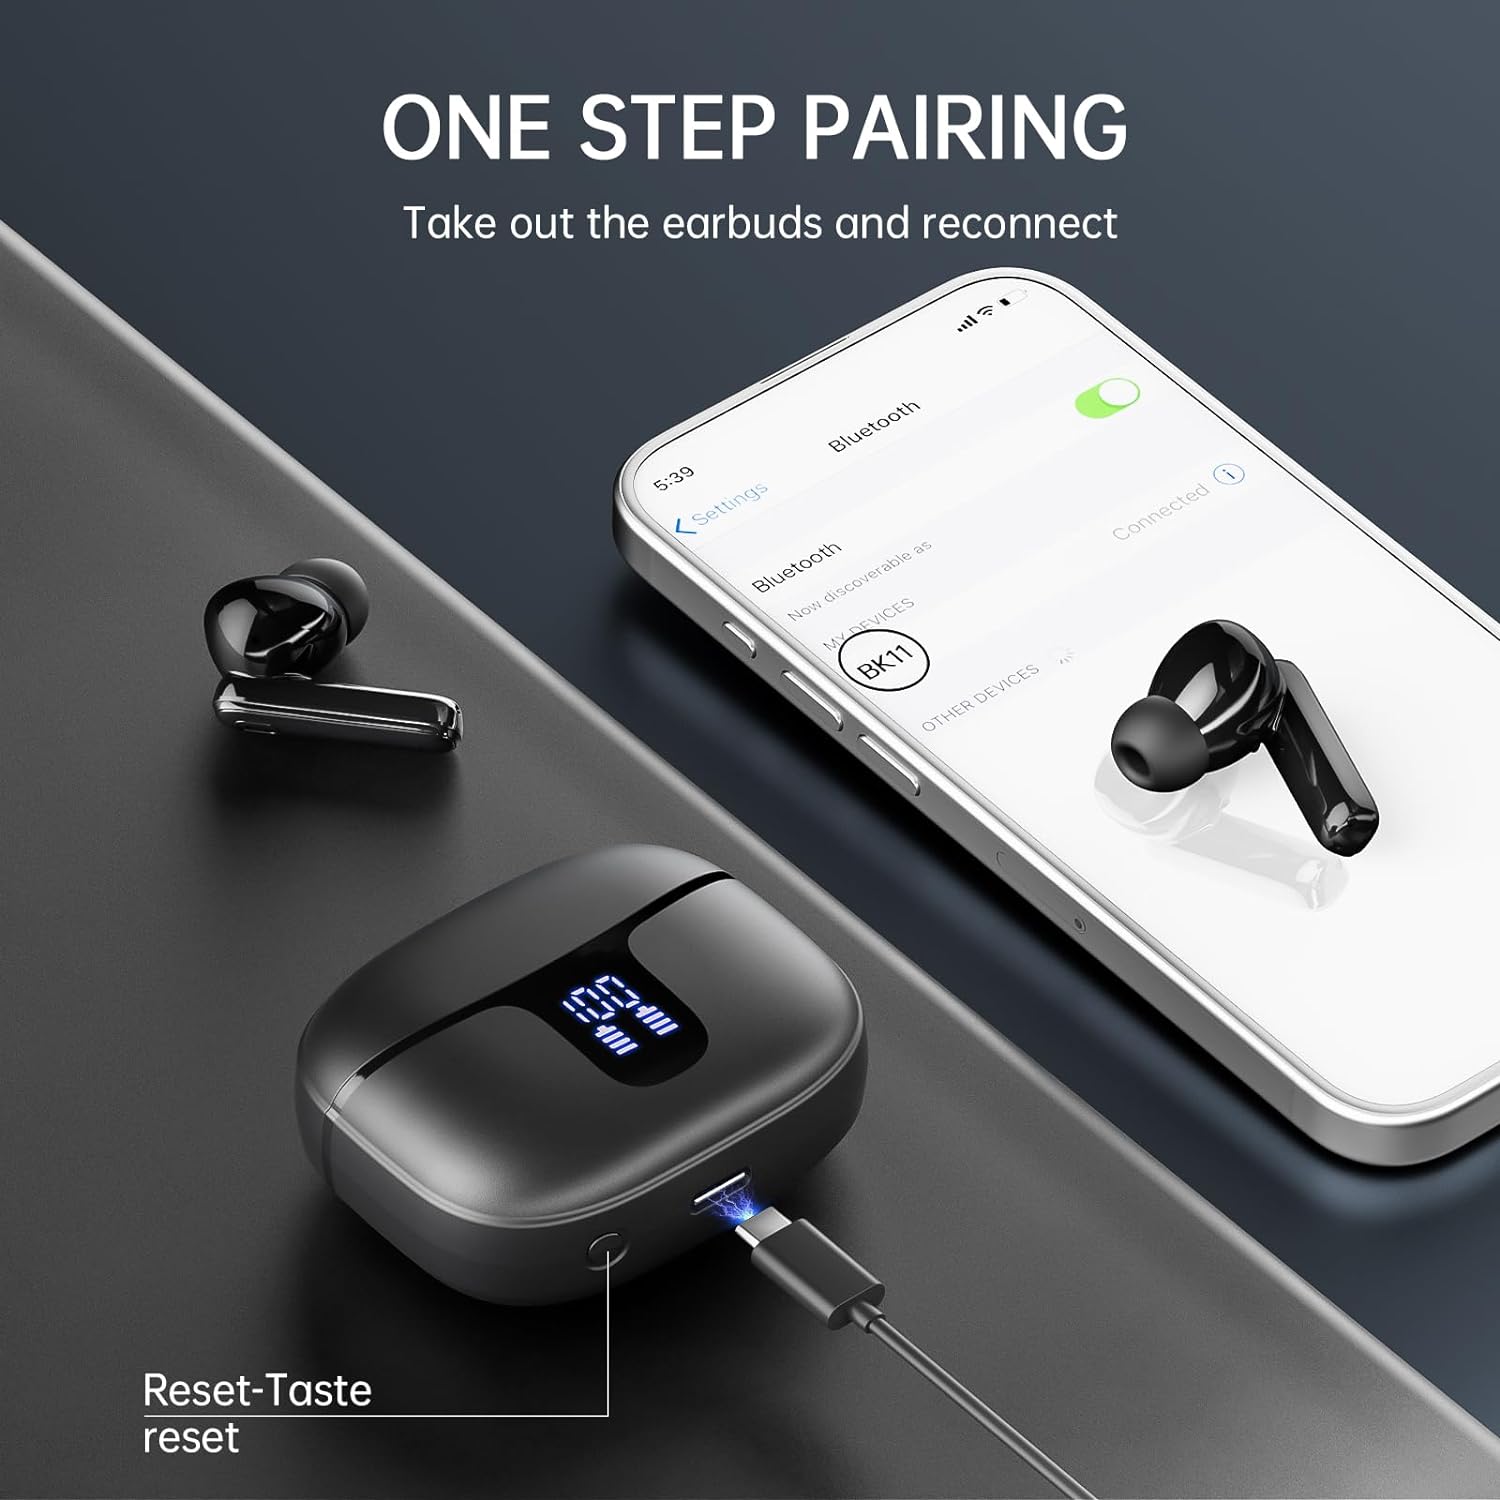 ONE STEP PAIRING
Take out the earbuds and reconnect
5:39
Bluetooth
Settings
Bluetooth
Now discoverable as
Connected
MY DEVICES
BK11
OTHER DEVICES
Reset-Taste
reset